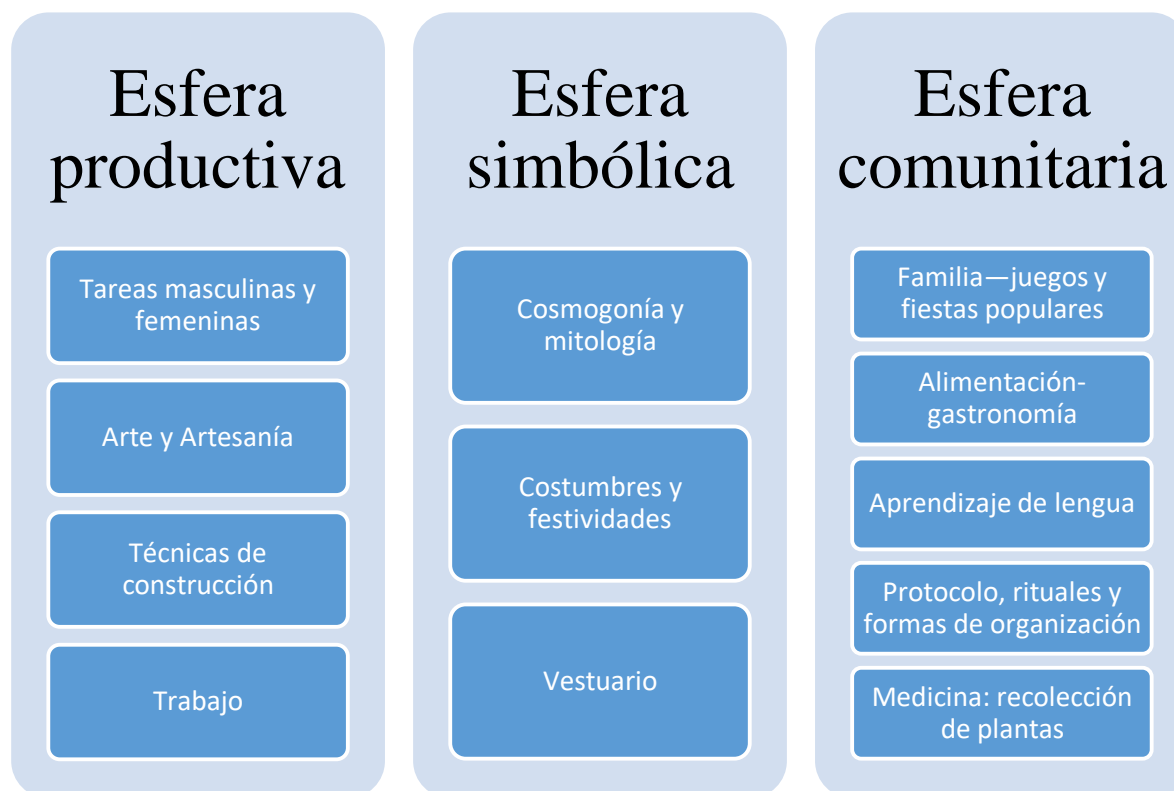 Esfera
productiva
Tareas masculinas y
femeninas
Arte y Artesanía
Técnicas de
construcción
Trabajo
Esfera
simbólica
Cosmogonía y
mitología
Costumbres y
festividades
Vestuario
Esfera
comunitaria
Familia—juegos y
fiestas populares
Alimentación-
gastronomía
Aprendizaje de lengua
Protocolo, rituales y
formas de organización
Medicina: recolección
de plantas